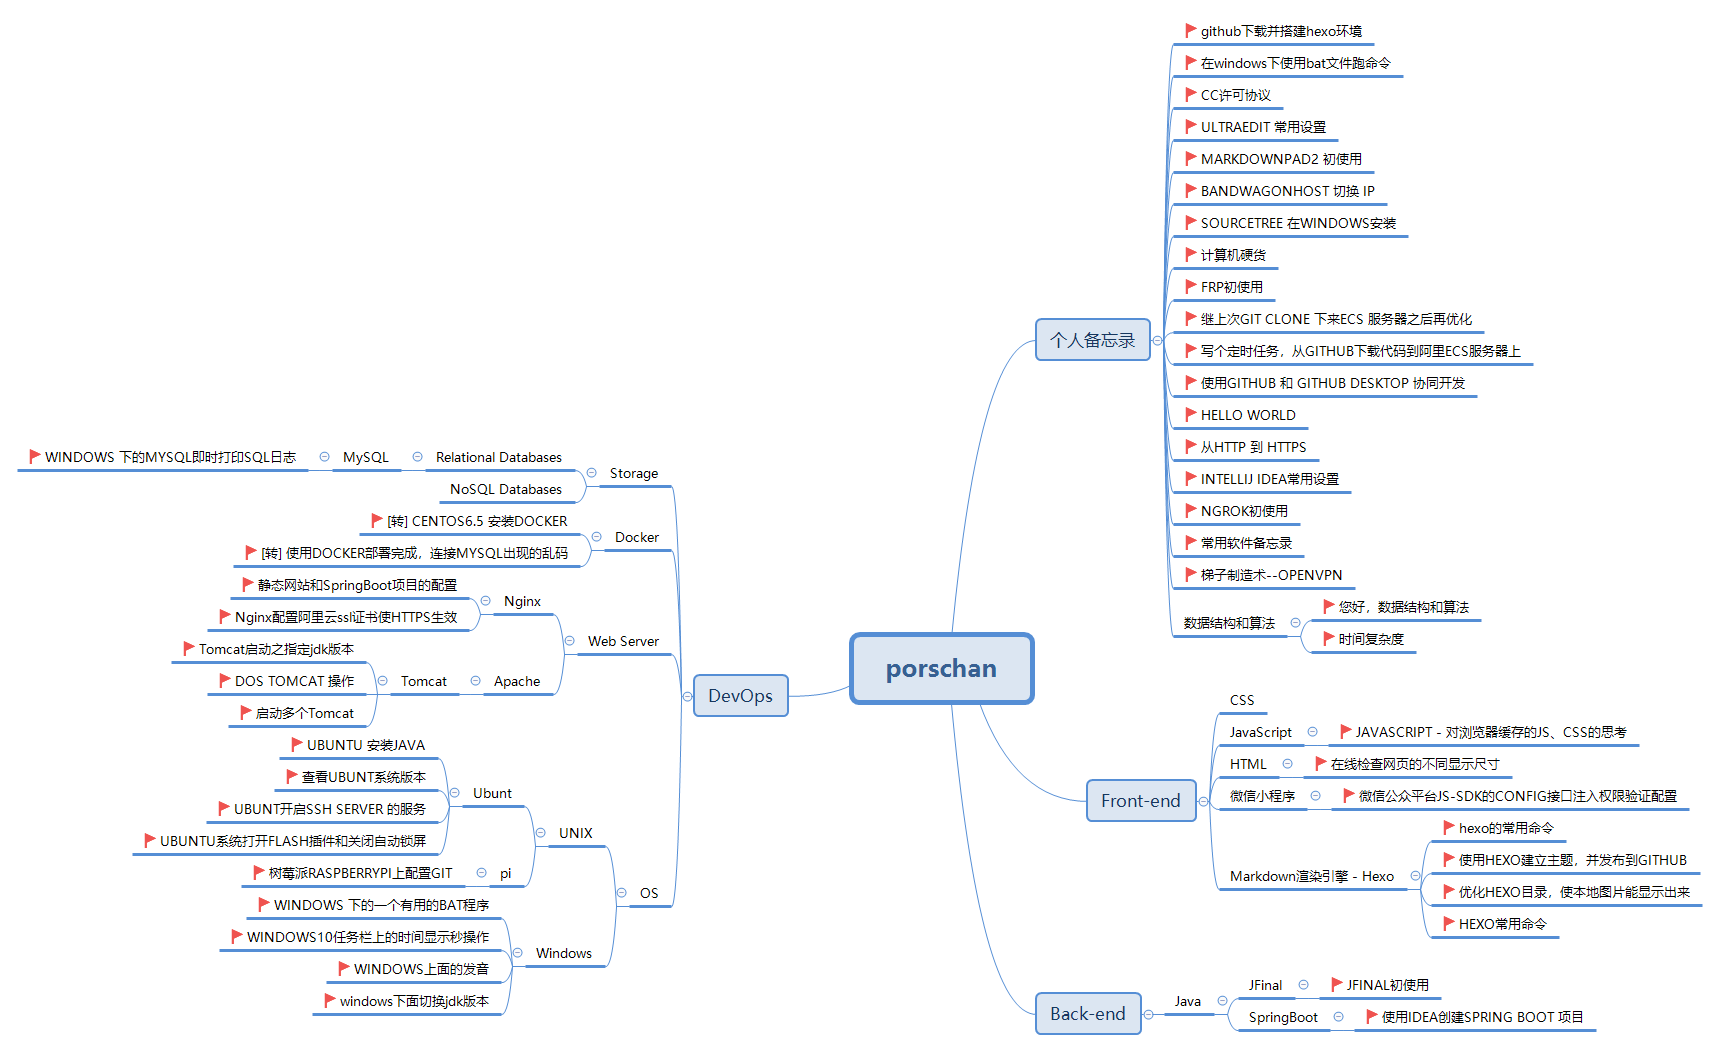 porschan
个人备忘录
github下载并搭建hexo环境
在windows下使用bat文件跑命令
CC许可协议
ULTRAEDIT 常用设置
MARKDOWNPAD2 初使用
BANDWAGONHOST 切换 IP
SOURCETREE 在WINDOWS安装
计算机硬货
FRP初使用
继上次GIT CLONE 下来ECS 服务器之后再优化
写个定时任务，从GITHUB下载代码到阿里ECS服务器上
使用GITHUB 和 GITHUB DESKTOP 协同开发
HELLO WORLD
从HTTP 到 HTTPS
INTELLIJ IDEA常用设置
NGROK初使用
常用软件备忘录
梯子制造术--OPENVPN
数据结构和算法
您好，数据结构和算法
时间复杂度
Front-end
CSS
JavaScript
JAVASCRIPT - 对浏览器缓存的JS、CSS的思考
HTML
在线检查网页的不同显示尺寸
微信小程序
微信公众平台JS-SDK的CONFIG接口注入权限验证配置
Markdown渲染引擎 - Hexo
hexo的常用命令
使用HEXO建立主题，并发布到GITHUB
优化HEXO目录，使本地图片能显示出来
HEXO常用命令
Back-end
Java
JFinal
JFINAL初使用
SpringBoot
使用IDEA创建SPRING BOOT 项目
DevOps
Storage
Relational Databases
MySQL
WINDOWS 下的MYSQL即时打印SQL日志
NoSQL Databases
Docker
[转] CENTOS6.5 安装DOCKER
[转] 使用DOCKER部署完成，连接MYSQL出现的乱码
Web Server
Nginx
静态网站和SpringBoot项目的配置
Nginx配置阿里云ssl证书使HTTPS生效
Apache
Tomcat
Tomcat启动之指定jdk版本
DOS TOMCAT 操作
启动多个Tomcat
OS
UNIX
Ubunt
UBUNTU 安装JAVA
查看UBUNT系统版本
UBUNT开启SSH SERVER 的服务
UBUNTU系统打开FLASH插件和关闭自动锁屏
pi
树莓派RASPBERRYPI上配置GIT
Windows
WINDOWS 下的一个有用的BAT程序
WINDOWS10任务栏上的时间显示秒操作
WINDOWS上面的发音
windows下面切换jdk版本